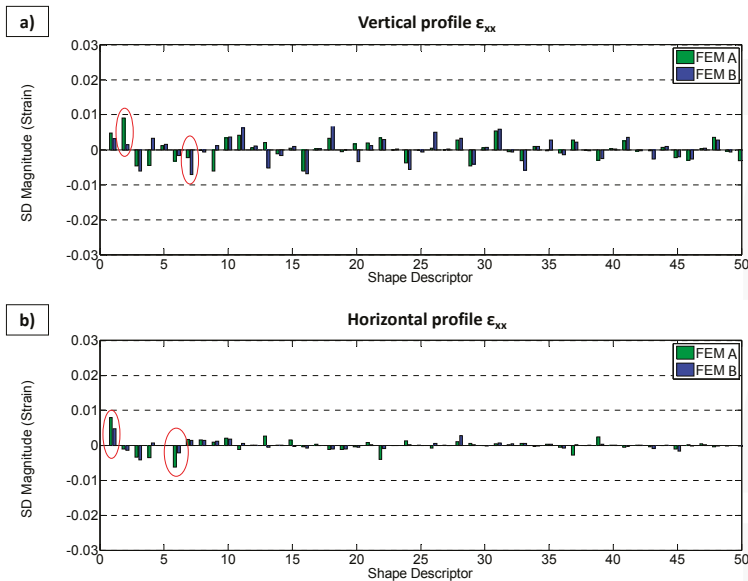 a)
Vertical profile εxx
0.03
0.02
0.01
0
-0.01
-0.02
-0.03
SD Magnitude (Strain)
FEM A
FEM B
0 5 10 15 20 25 30 35 40 45 50
Shape Descriptor
b)
Horizontal profile εxx
0.03
0.02
0.01
0
-0.01
-0.02
-0.03
SD Magnitude (Strain)
FEM A
FEM B
0 5 10 15 20 25 30 35 40 45 50
Shape Descriptor